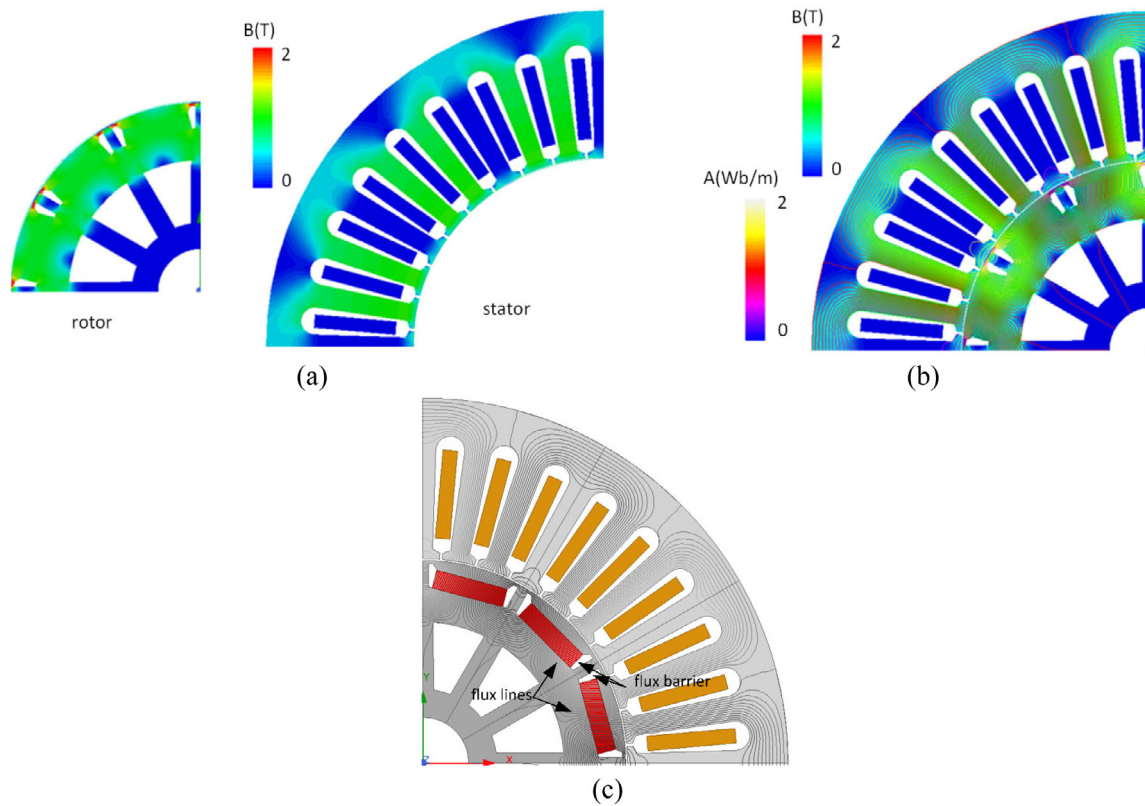 B(T)
2
0
rotor
stator
(a)
B(T)
2
0
A(Wb/m)
2
0
(b)
flux lines
flux barrier
Y
Z
X
(c)